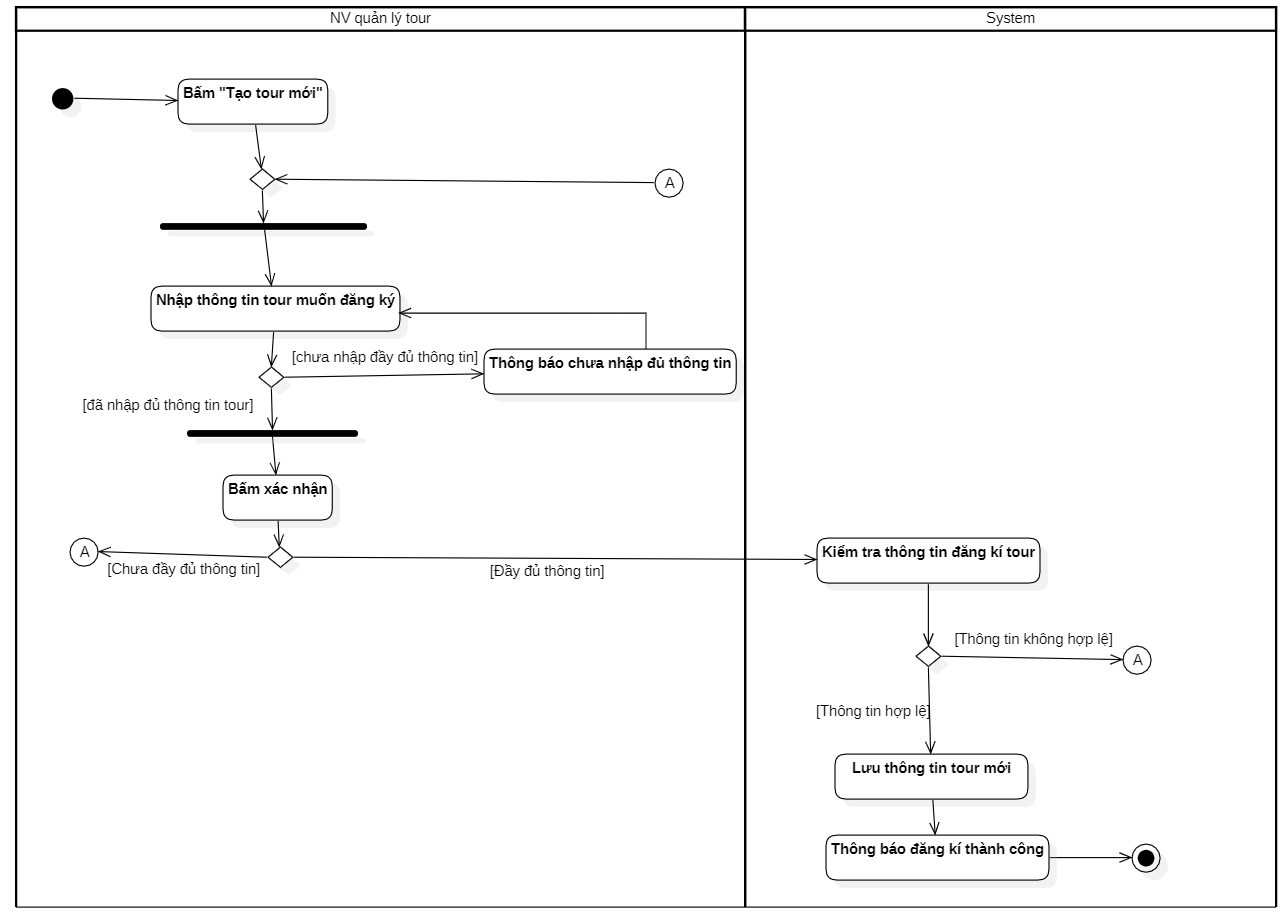 NV quản lý tour
System
Bấm "Tạo tour mới"
A
Nhập thông tin tour muốn đăng ký
[chưa nhập đầy đủ thông tin]
Thông báo chưa nhập đủ thông tin
[đã nhập đủ thông tin tour]
Bấm xác nhận
A
[Chưa đầy đủ thông tin]
[Đầy đủ thông tin]
Kiểm tra thông tin đăng kí tour
[Thông tin không hợp lệ]
A
[Thông tin hợp lệ]
Lưu thông tin tour mới
Thông báo đăng kí thành công